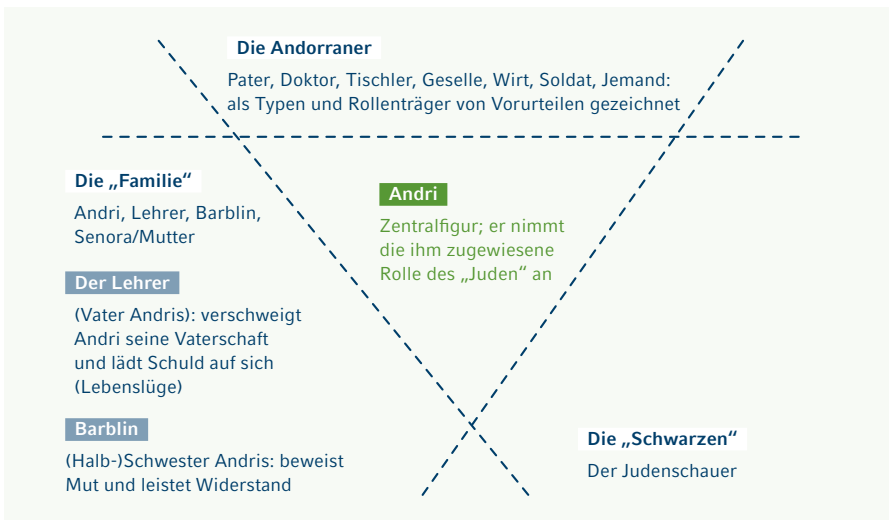 Die Andorraner
Pater, Doktor, Tischler, Geselle, Wirt, Soldat, Jemand:
als Typen und Rollenträger von Vorurteilen gezeichnet
Die „Familie“
Andri, Lehrer, Barblin,
Senora/Mutter
Der Lehrer
(Vater Andris): verschweigt
Andri seine Vaterschaft
und lädt Schuld auf sich
(Lebenslüge)
Barblin
(Halb-)Schwester Andris: beweist
Mut und leistet Widerstand
Andri
Zentralfigur; er nimmt
die ihm zugewiesene
Rolle des „Juden“ an
Die „Schwarzen“
Der Judenschauer